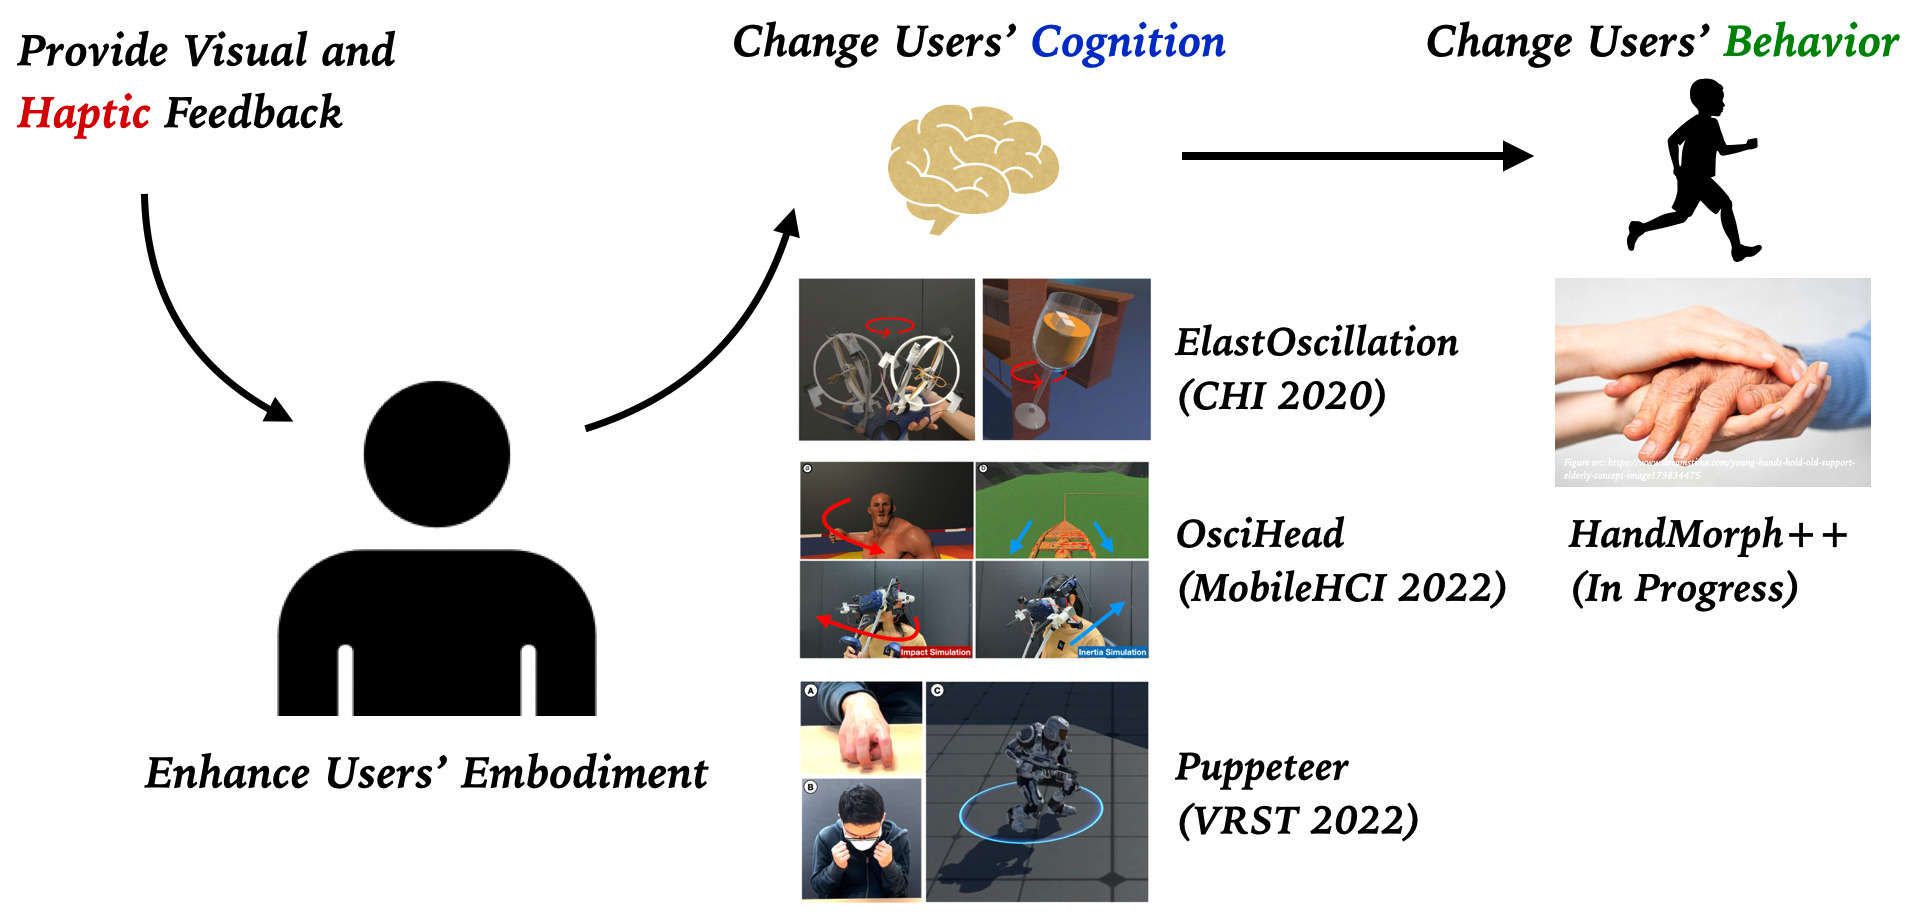 Provide Visual and
Haptic Feedback
Change Users’ Cognition
Change Users’ Behavior
Enhance Users’ Embodiment
ElastOscillation
(CHI 2020)
a
b
Impact Simulation
Inertia Simulation
OsciHead
(MobileHCI 2022)
A
B
C
Puppeteer
(VRST 2022)
Figure src: https://www.dreamstime.com/young-hands-hold-old-support-
elderly-concept-image179834475
HandMorph++
(In Progress)